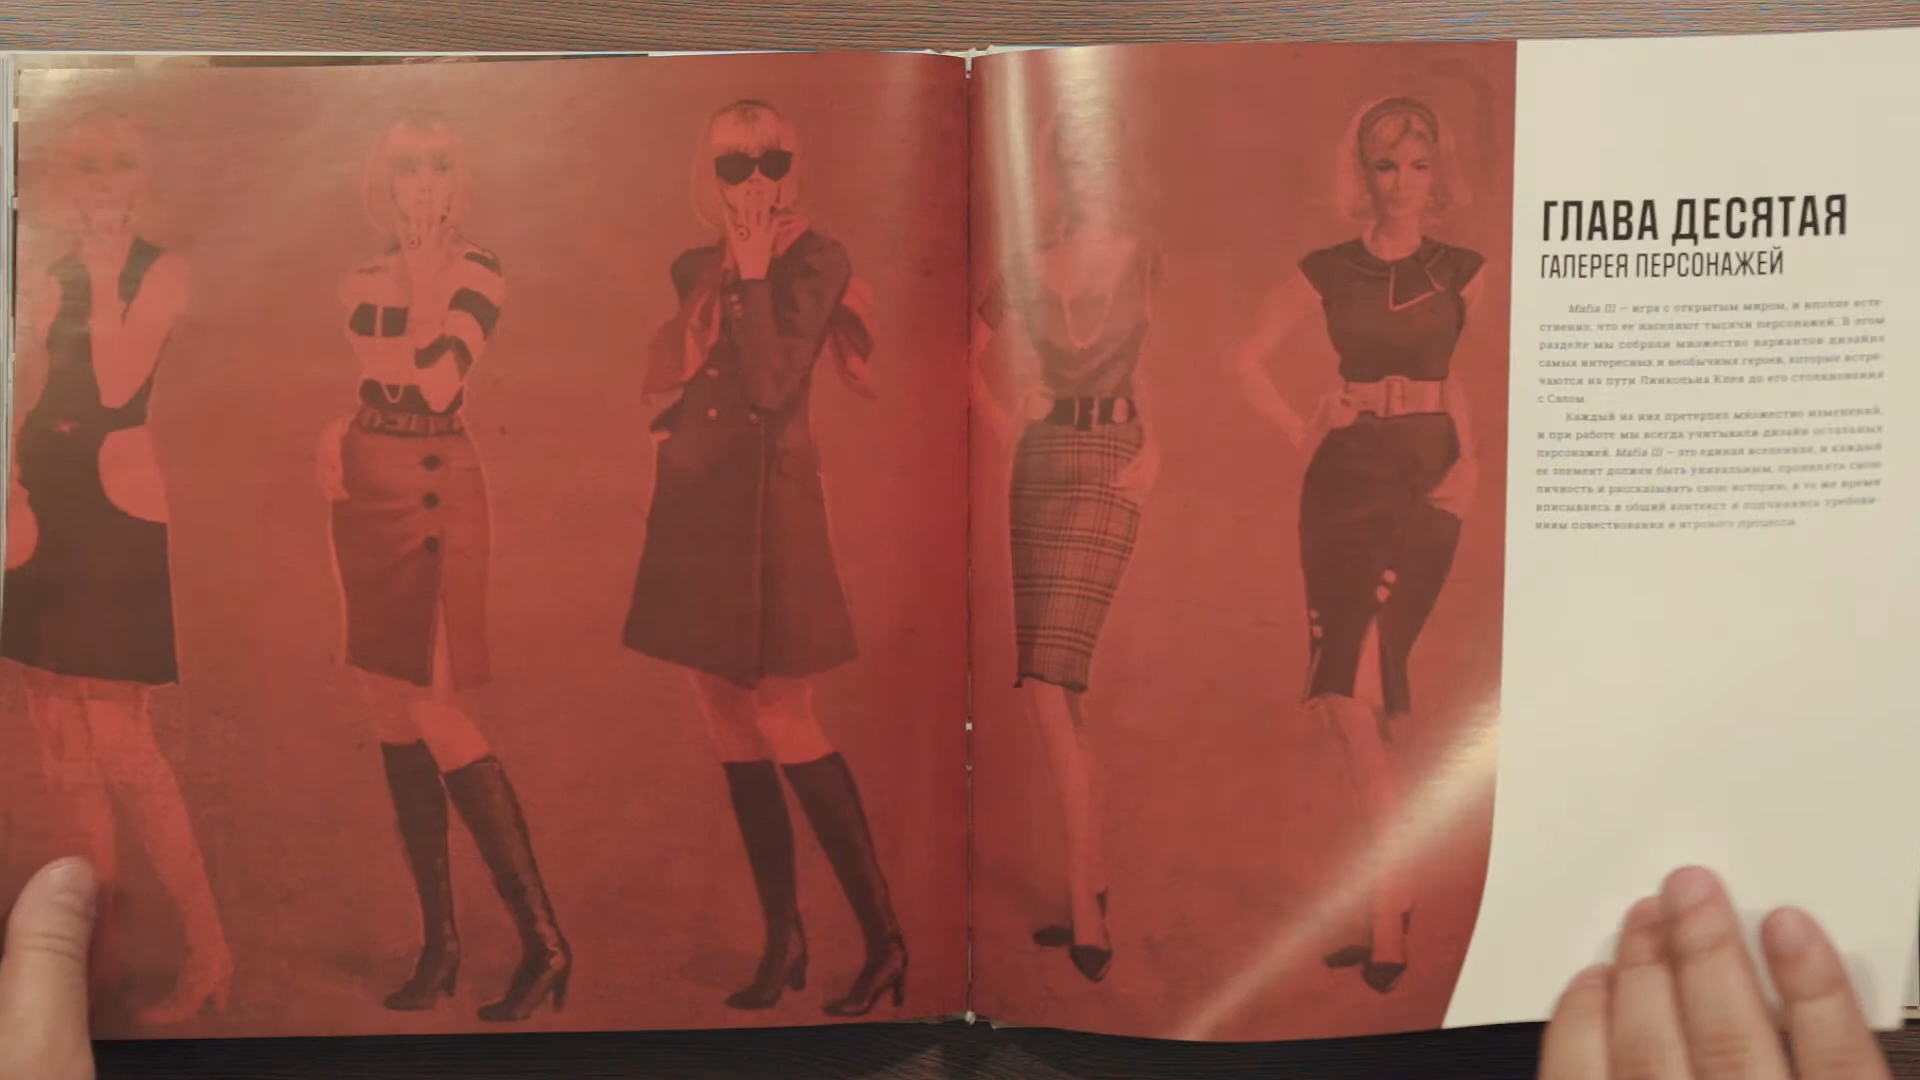 ГЛАВА ДЕСЯТАЯ
ГАЛЕРЕЯ ПЕРСОНАЖЕЙ
Mafia III — игра с открытым миром, и вполне есте-
ственно, что ее населяют тысячи персонажей. В этом
разделе мы собрали множество вариантов дизайна
самых интересных и необычных героев, которые встре-
чаются на пути Линкольна Клея до его столкновения
с Салом.
Каждый из них претерпел множество изменений,
и при работе мы всегда учитывали дизайн остальных
персонажей. Mafia III — это единая вселенная, и каждый
ее элемент должен быть уникальным, проявлять свою
личность и рассказывать свою историю, в то же время
вписываясь в общий контекст и подчиняясь требова-
ниям повествования и игрового процесса.